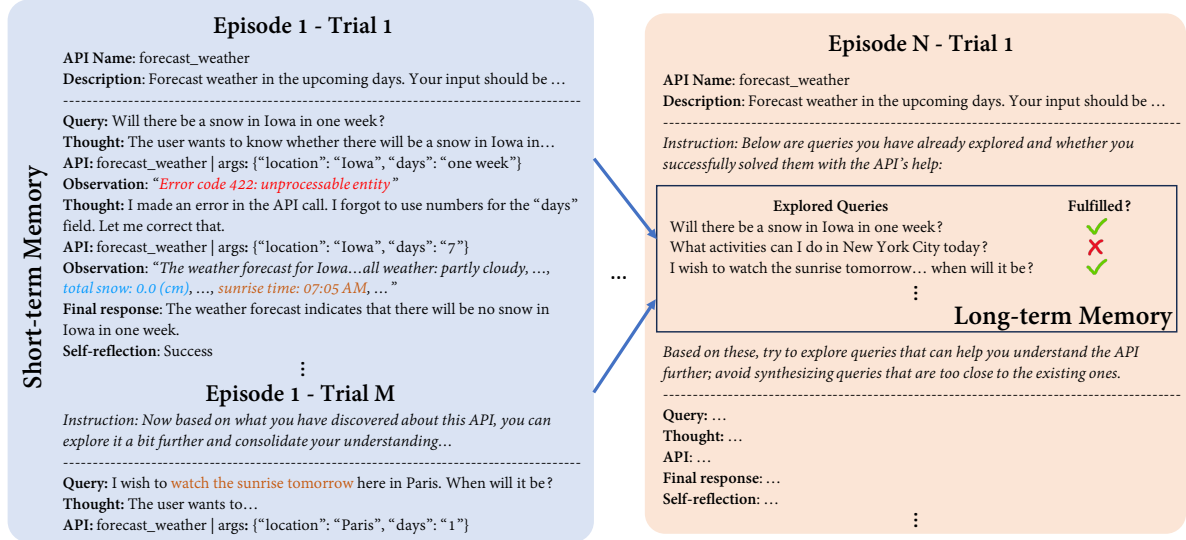 Short-term Memory
Episode 1 - Trial 1
API Name: forecast_weather
Description: Forecast weather in the upcoming days. Your input should be …
Query: Will there be a snow in Iowa in one week?
Thought: The user wants to know whether there will be a snow in Iowa in…
API: forecast_weather | args: {“location”: “Iowa”, “days”: “one week”}
Observation: “Error code 422: unprocessable entity”
Thought: I made an error in the API call. I forgot to use numbers for the “days”
field. Let me correct that.
API: forecast_weather | args: {“location”: “Iowa”, “days”: “7”}
Observation: “The weather forecast for Iowa…all weather: partly cloudy, …,
total snow: 0.0 (cm), …, sunrise time: 07:05 AM, … ”
Final response: The weather forecast indicates that there will be no snow in
Iowa in one week.
Self-reflection: Success
⋮
Episode 1 - Trial M
Instruction: Now based on what you have discovered about this API, you can
explore it a bit further and consolidate your understanding…
Query: I wish to watch the sunrise tomorrow here in Paris. When will it be?
Thought: The user wants to…
API: forecast_weather | args: {“location”: “Paris”, “days”: “1”}
…
Episode N - Trial 1
API Name: forecast_weather
Description: Forecast weather in the upcoming days. Your input should be …
Instruction: Below are queries you have already explored and whether you
successfully solved them with the API’s help:
Explored Queries Fulfilled?
Will there be a snow in Iowa in one week?
What activities can I do in New York City today?
I wish to watch the sunrise tomorrow… when will it be?
⋮
Long-term Memory
Based on these, try to explore queries that can help you understand the API
further; avoid synthesizing queries that are too close to the existing ones.
Query: …
Thought: …
API: …
Final response: …
Self-reflection: …
⋮